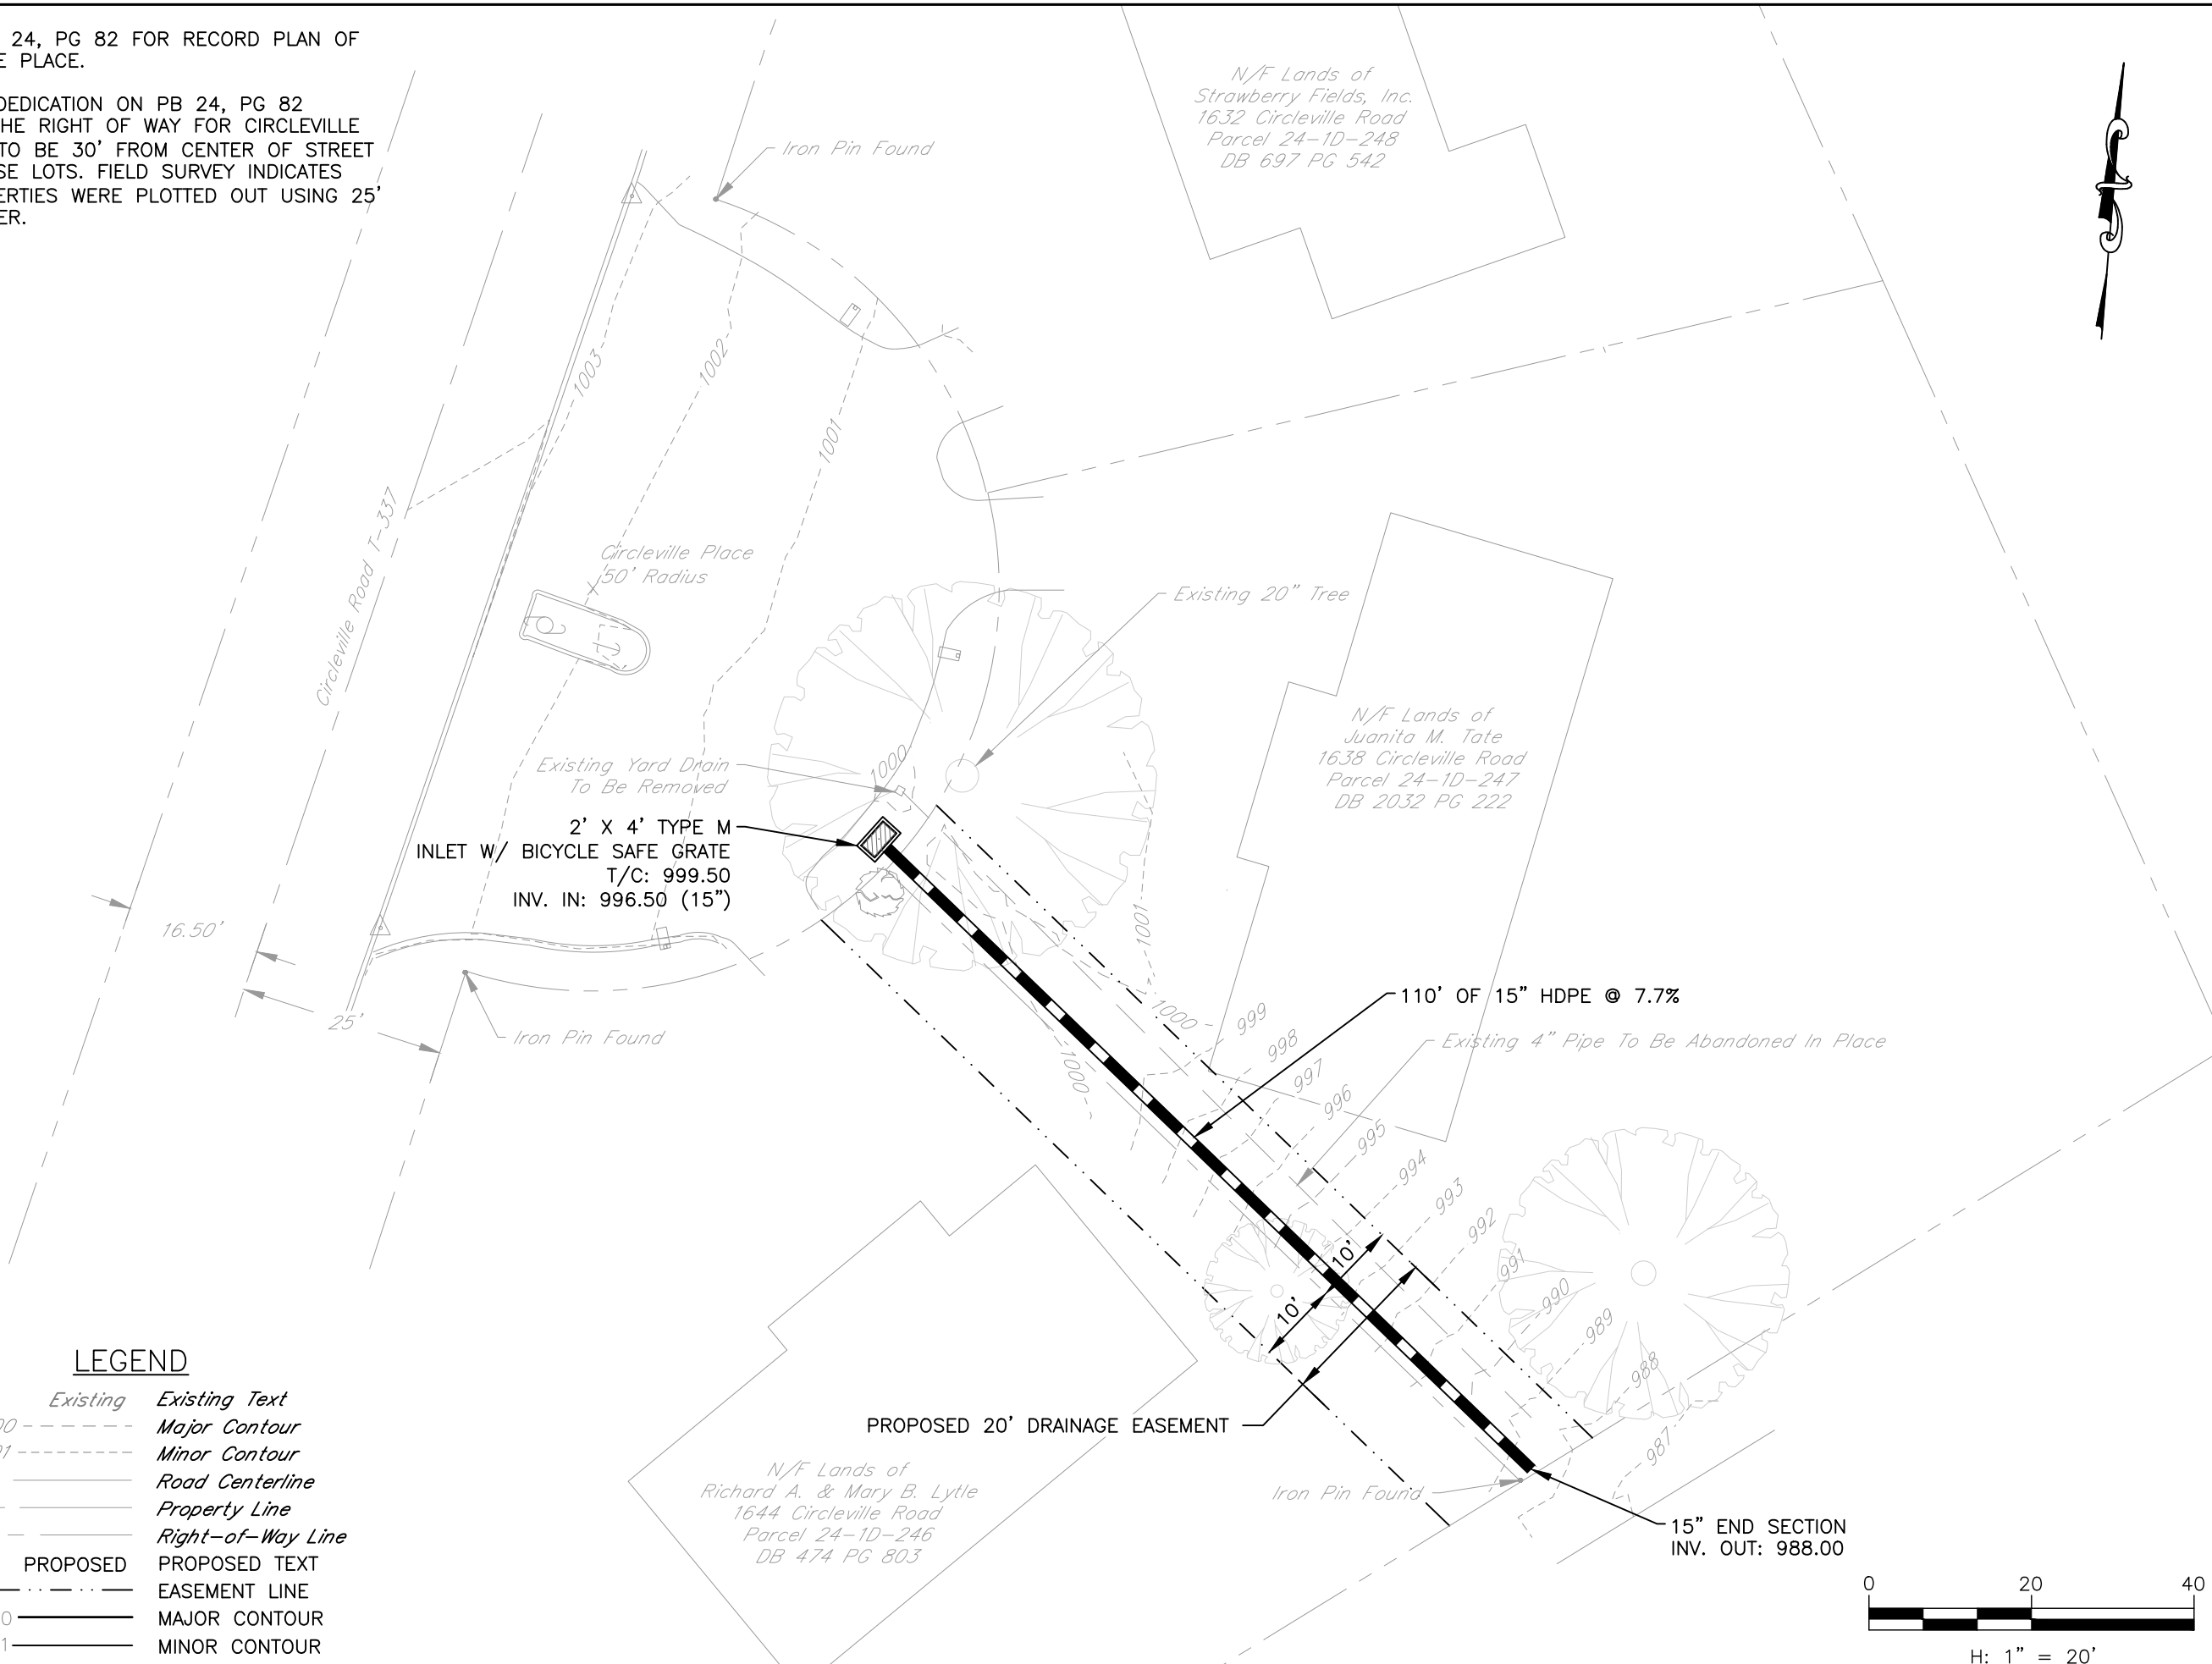 24, PG 82 FOR RECORD PLAN OF
E PLACE.
DEDICATION ON PB 24, PG 82
HE RIGHT OF WAY FOR CIRCLEVILLE
TO BE 30' FROM CENTER OF STREET
SE LOTS. FIELD SURVEY INDICATES
ERTIES WERE PLOTTED OUT USING 25'
ER.
N/F Lands of
Strawberry Fields, Inc.
1632 Circleville Road
Parcel 24-1D-248
DB 697 PG 542
Iron Pin Found
1003
1002
1001
Circleville Road T-337
Circleville Place
50' Radius
Existing 20" Tree
N/F Lands of
Juanita M. Tate
1638 Circleville Road
Parcel 24-1D-247
DB 2032 PG 222
1000
Existing Yard Drain
To Be Removed
2' X 4' TYPE M
INLET W/ BICYCLE SAFE GRATE
T/C: 999.50
INV. IN: 996.50 (15")
16.50'
25'
Iron Pin Found
1001
110' OF 15" HDPE @ 7.7%
Existing 4" Pipe To Be Abandoned In Place
1000
1000
999
998
997
996
995
994
993
992
991
990
989
988
987
10'
10'
PROPOSED 20' DRAINAGE EASEMENT
N/F Lands of
Richard A. & Mary B. Lytle
1644 Circleville Road
Parcel 24-1D-246
DB 474 PG 803
Iron Pin Found
15" END SECTION
INV. OUT: 988.00
LEGEND
Existing Existing Text
00 Major Contour
01 Minor Contour
Road Centerline
Property Line
Right-of-Way Line
PROPOSED PROPOSED TEXT
EASEMENT LINE
0 MAJOR CONTOUR
1 MINOR CONTOUR
0 20 40
H: 1" = 20'